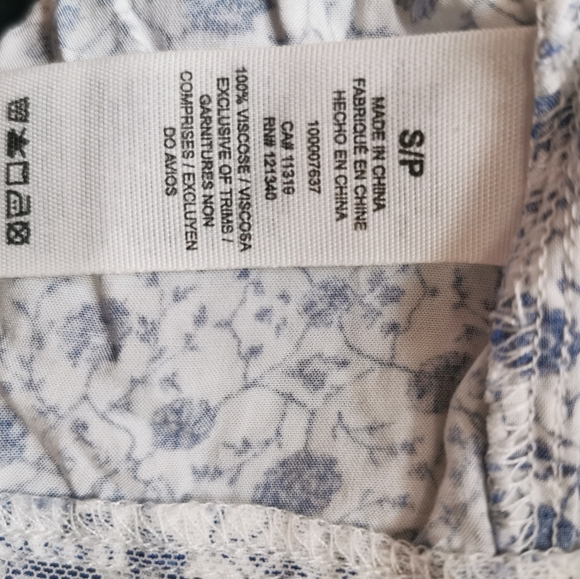 S/P
MADE IN CHINA
FABRIQUÉ EN CHINE
HECHO EN CHINA
100007637
CA# 11319
RN# 121340
100% VISCOSE / VISCOSA
EXCLUSIVE OF TRIMS /
GARNITURES NON
COMPRISES / EXCLUYEN
DO AVIOS